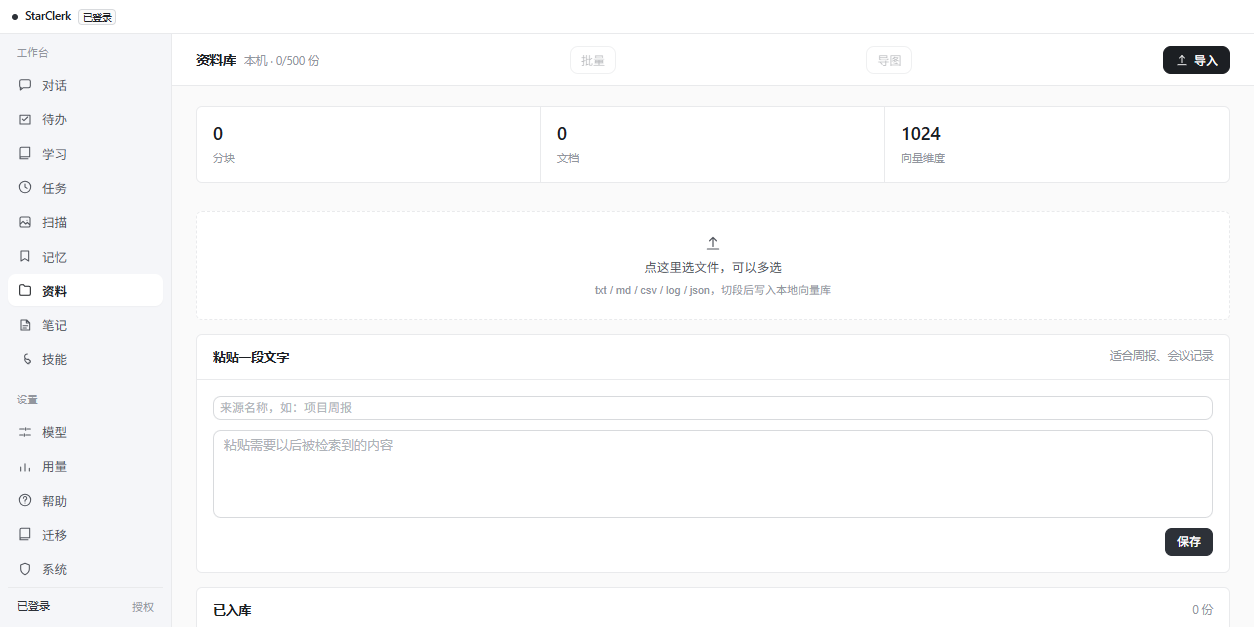 StarClerk 已登录
工作台
对话
待办
学习
任务
扫描
记忆
资料
笔记
技能
设置
模型
用量
帮助
迁移
系统
已登录 授权
资料库 本机 · 0/500 份 批量 导图 导入
0 0 1024
分块 文档 向量维度
点这里选文件，可以多选
txt / md / csv / log / json，切段后写入本地向量库
粘贴一段文字 适合周报、会议记录
来源名称，如：项目周报
粘贴需要以后被检索到的内容
保存
已入库 0 份